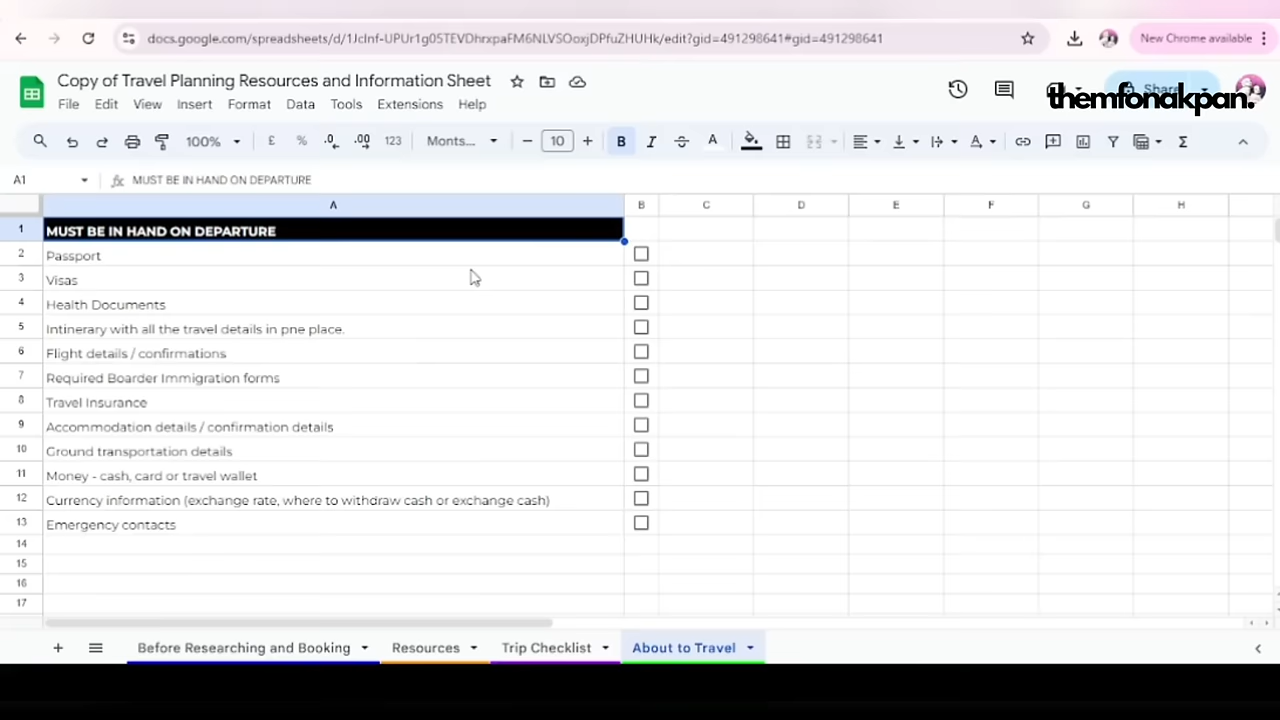 docs.google.com/spreadsheets/d/1JcInf-UPUr1g05TEVDhrxpaFM6NLVSOoxjDPfuZHUHk/edit?gid=491298641#gid=491298641
New Chrome available
Copy of Travel Planning Resources and Information Sheet
Share
themfonakpan.
File Edit View Insert Format Data Tools Extensions Help
100% £ % .0 .00 123 Monts... 10 B I A
A1 fx MUST BE IN HAND ON DEPARTURE
A B C D E F G H
1 MUST BE IN HAND ON DEPARTURE
2 Passport
3 Visas
4 Health Documents
5 Intinerary with all the travel details in pne place.
6 Flight details / confirmations
7 Required Boarder Immigration forms
8 Travel Insurance
9 Accommodation details / confirmation details
10 Ground transportation details
11 Money - cash, card or travel wallet
12 Currency information (exchange rate, where to withdraw cash or exchange cash)
13 Emergency contacts
14
15
16
17
Before Researching and Booking Resources Trip Checklist About to Travel